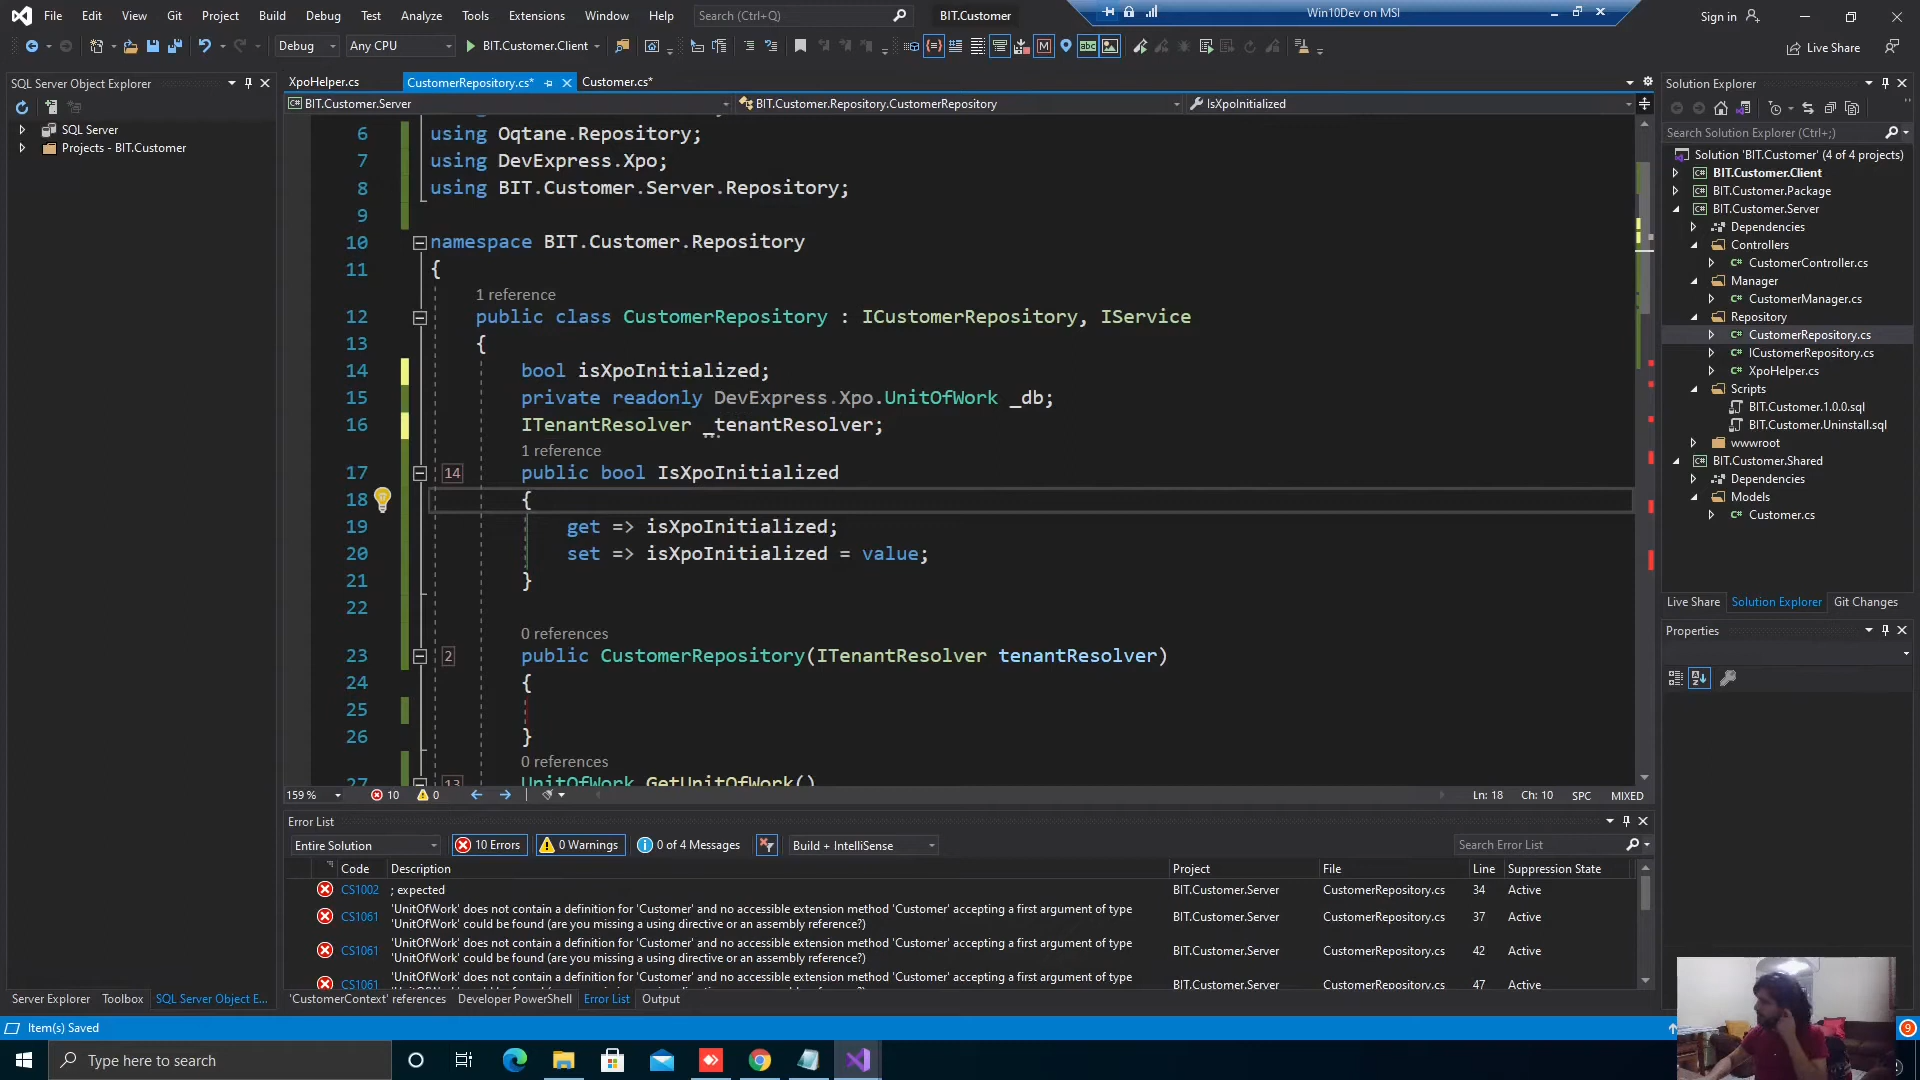 File Edit View Git Project Build Debug Test Analyze Tools Extensions Window Help Search (Ctrl+Q) BIT.Customer Win10Dev on MSI Sign in
Debug Any CPU BIT.Customer.Client Live Share
SQL Server Object Explorer
SQL Server
Projects - BIT.Customer
XpoHelper.cs CustomerRepository.cs* Customer.cs*
BIT.Customer.Server BIT.Customer.Repository.CustomerRepository IsXpoInitialized
6 using Oqtane.Repository;
7 using DevExpress.Xpo;
8 using BIT.Customer.Server.Repository;
9
10 namespace BIT.Customer.Repository
11 {
1 reference
12 public class CustomerRepository : ICustomerRepository, IService
13 {
14 bool isXpoInitialized;
15 private readonly DevExpress.Xpo.UnitOfWork _db;
16 ITenantResolver _tenantResolver;
1 reference
17 14 public bool IsXpoInitialized
18 {
19 get => isXpoInitialized;
20 set => isXpoInitialized = value;
21 }
22
0 references
23 2 public CustomerRepository(ITenantResolver tenantResolver)
24 {
25
26 }
0 references
27 13 UnitOfWork GetUnitOfWork()
159 % 10 0 Ln: 18 Ch: 10 SPC MIXED
Error List
Entire Solution 10 Errors 0 Warnings 0 of 4 Messages Build + IntelliSense Search Error List
Code Description Project File Line Suppression State
CS1002 ; expected BIT.Customer.Server CustomerRepository.cs 34 Active
CS1061 'UnitOfWork' does not contain a definition for 'Customer' and no accessible extension method 'Customer' accepting a first argument of type
'UnitOfWork' could be found (are you missing a using directive or an assembly reference?) BIT.Customer.Server CustomerRepository.cs 37 Active
CS1061 'UnitOfWork' does not contain a definition for 'Customer' and no accessible extension method 'Customer' accepting a first argument of type
'UnitOfWork' could be found (are you missing a using directive or an assembly reference?) BIT.Customer.Server CustomerRepository.cs 42 Active
CS1061 'UnitOfWork' does not contain a definition for 'Customer' and no accessible extension method 'Customer' accepting a first argument of type BIT.Customer.Server CustomerRepository.cs 47 Active
Server Explorer Toolbox SQL Server Object E... 'CustomerContext' references Developer PowerShell Error List Output
Solution Explorer
Search Solution Explorer (Ctrl+;)
Solution 'BIT.Customer' (4 of 4 projects)
BIT.Customer.Client
BIT.Customer.Package
BIT.Customer.Server
Dependencies
Controllers
CustomerController.cs
Manager
CustomerManager.cs
Repository
CustomerRepository.cs
ICustomerRepository.cs
XpoHelper.cs
Scripts
BIT.Customer.1.0.0.sql
BIT.Customer.Uninstall.sql
wwwroot
BIT.Customer.Shared
Dependencies
Models
Customer.cs
Live Share Solution Explorer Git Changes
Properties
Item(s) Saved 9
Type here to search